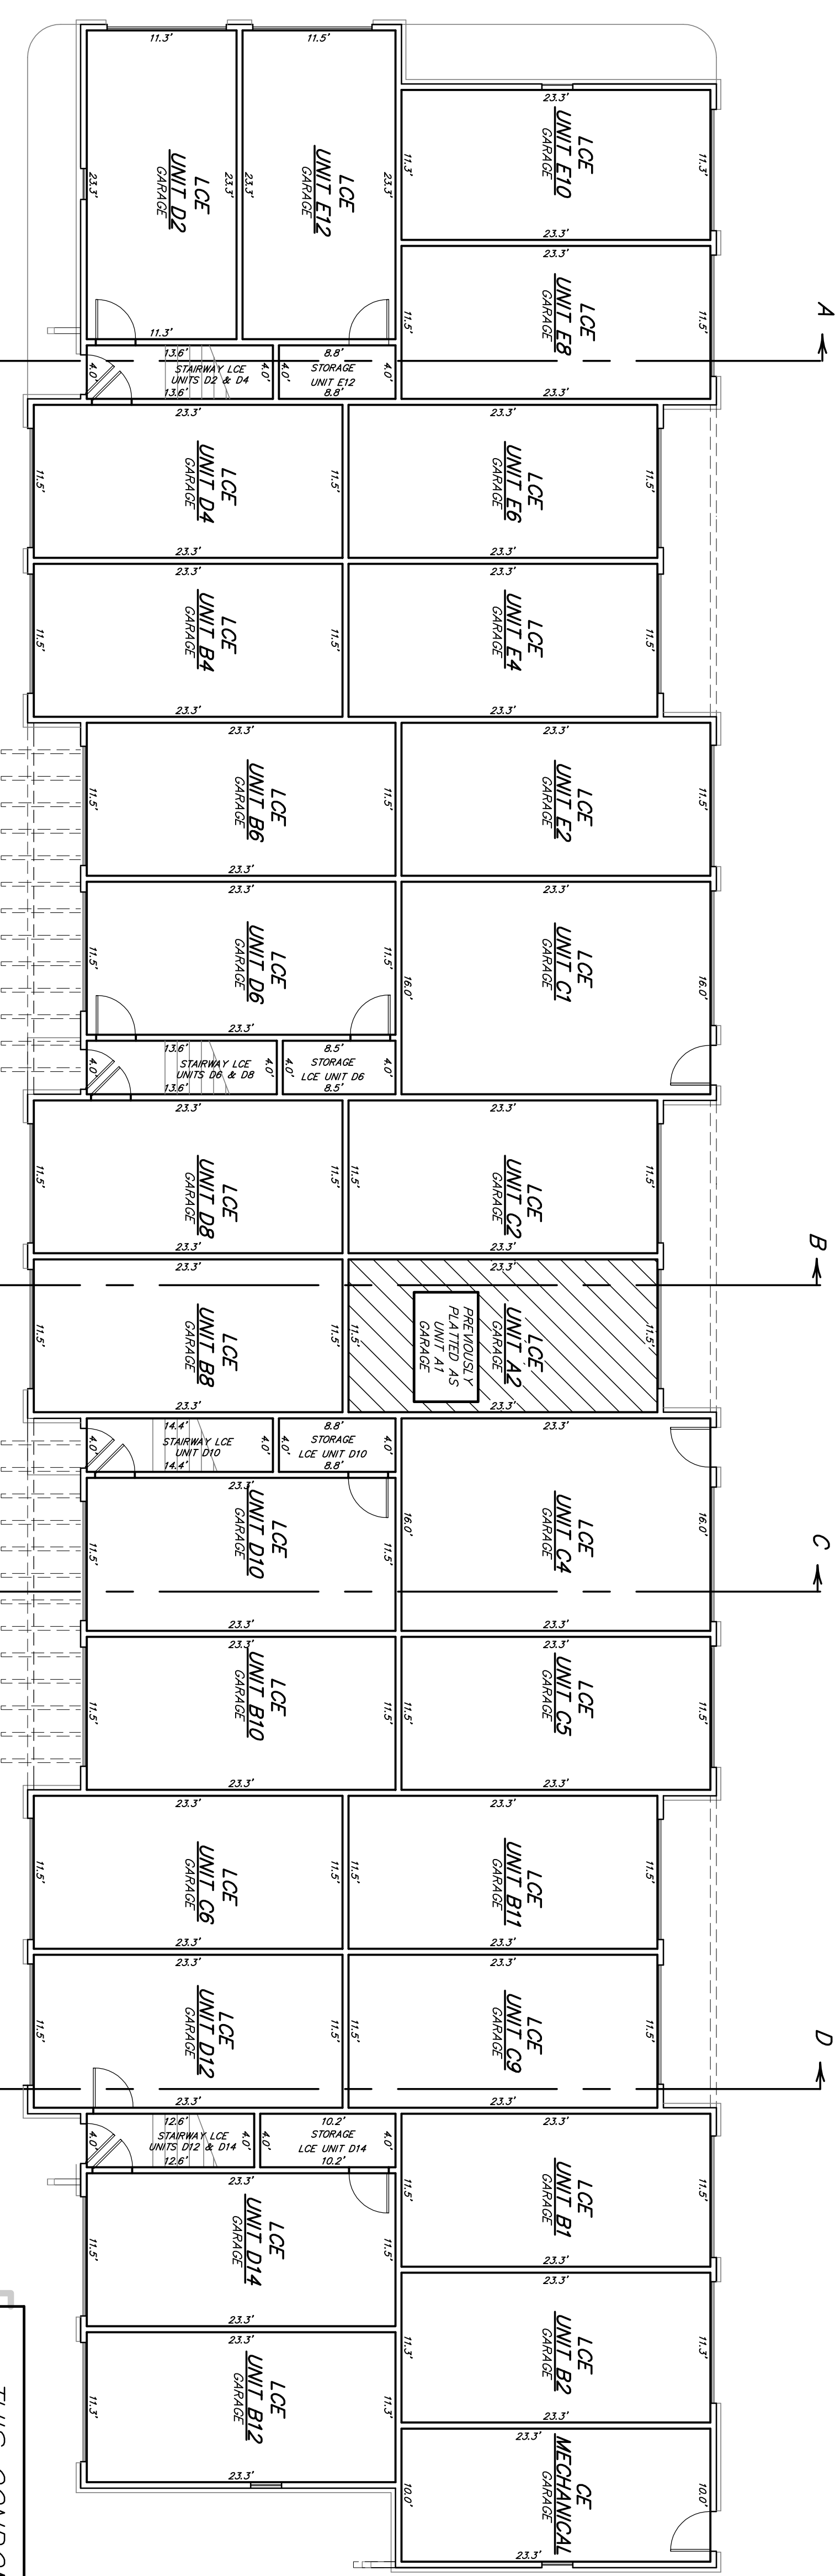 A
B
C
D
11.3'
11.5'
LCE
UNIT D2
GARAGE
23.3'
23.3'
11.3'
LCE
UNIT E12
GARAGE
23.3'
23.3'
23.3'
LCE
UNIT E10
GARAGE
11.3'
11.3'
23.3'
23.3'
LCE
UNIT E8
GARAGE
11.5'
11.5'
23.3'
13.6'
STAIRWAY LCE
UNITS D2 & D4
13.6'
4.0'
4.0'
8.8'
STORAGE
UNIT E12
8.8'
4.0'
4.0'
23.3'
LCE
UNIT D4
GARAGE
11.5'
11.5'
23.3'
23.3'
LCE
UNIT E6
GARAGE
11.5'
23.3'
23.3'
LCE
UNIT B4
GARAGE
11.5'
11.5'
23.3'
23.3'
LCE
UNIT E4
GARAGE
11.5'
23.3'
23.3'
LCE
UNIT B6
GARAGE
11.5'
11.5'
23.3'
23.3'
LCE
UNIT E2
GARAGE
11.5'
23.3'
23.3'
LCE
UNIT D6
GARAGE
11.5'
11.5'
23.3'
23.3'
LCE
UNIT C1
GARAGE
16.0'
16.0'
13.6'
STAIRWAY LCE
UNITS D6 & D8
13.6'
4.0'
4.0'
8.5'
STORAGE
LCE UNIT D6
8.5'
4.0'
4.0'
23.3'
LCE
UNIT D8
GARAGE
11.5'
11.5'
23.3'
23.3'
LCE
UNIT C2
GARAGE
11.5'
11.5'
23.3'
23.3'
LCE
UNIT B8
GARAGE
11.5'
11.5'
23.3'
23.3'
LCE
UNIT A2
GARAGE
PREVIOUSLY
PLATTED AS
UNIT A1
GARAGE
11.5'
11.5'
23.3'
14.4'
STAIRWAY LCE
UNIT D10
14.4'
4.0'
4.0'
8.8'
STORAGE
LCE UNIT D10
8.8'
4.0'
4.0'
23.3'
LCE
UNIT D10
GARAGE
11.5'
11.5'
23.3'
23.3'
LCE
UNIT C4
GARAGE
16.0'
16.0'
23.3'
23.3'
LCE
UNIT B10
GARAGE
11.5'
11.5'
23.3'
23.3'
LCE
UNIT C5
GARAGE
11.5'
11.5'
23.3'
23.3'
LCE
UNIT C6
GARAGE
11.5'
11.5'
23.3'
23.3'
LCE
UNIT B11
GARAGE
11.5'
11.5'
23.3'
23.3'
LCE
UNIT D12
GARAGE
11.5'
11.5'
23.3'
23.3'
LCE
UNIT C9
GARAGE
11.5'
11.5'
12.6'
STAIRWAY LCE
UNITS D12 & D14
12.6'
4.0'
4.0'
10.2'
STORAGE
LCE UNIT D14
10.2'
4.0'
4.0'
23.3'
LCE
UNIT B1
GARAGE
11.5'
11.5'
23.3'
23.3'
LCE
UNIT D14
GARAGE
11.5'
11.5'
23.3'
23.3'
LCE
UNIT B2
GARAGE
11.3'
11.3'
23.3'
23.3'
LCE
UNIT B12
GARAGE
11.3'
11.3'
23.3'
23.3'
CE
MECHANICAL
GARAGE
10.0'
10.0'
23.3'
THIS